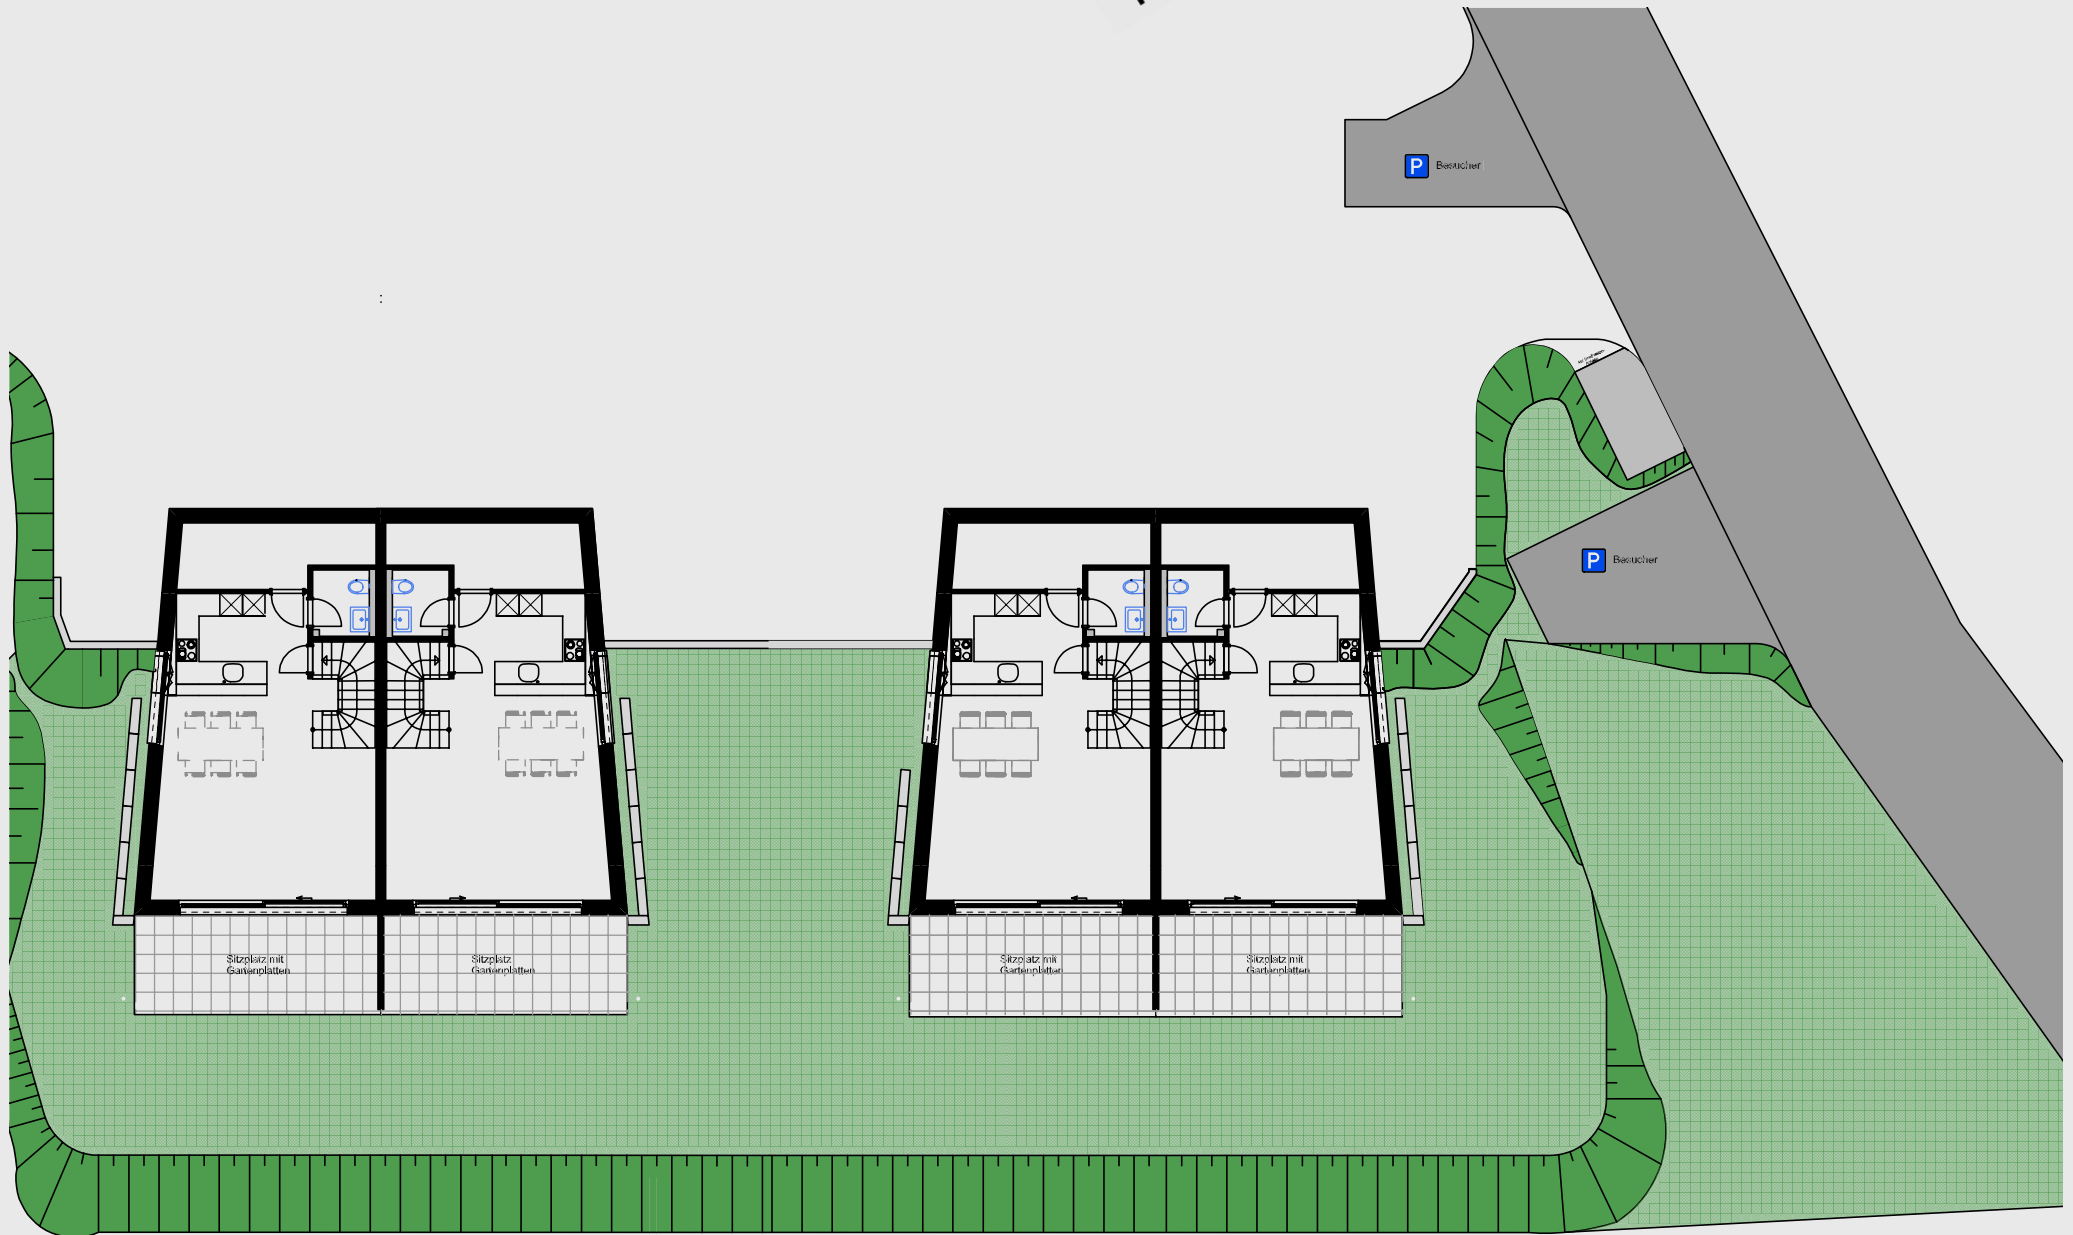 P Besucher
P Besucher
Sitzplatz mit
Gartenplatten
Sitzplatz
Gartenplatten
Sitzplatz mit
Gartenplatten
Sitzplatz mit
Gartenplatten